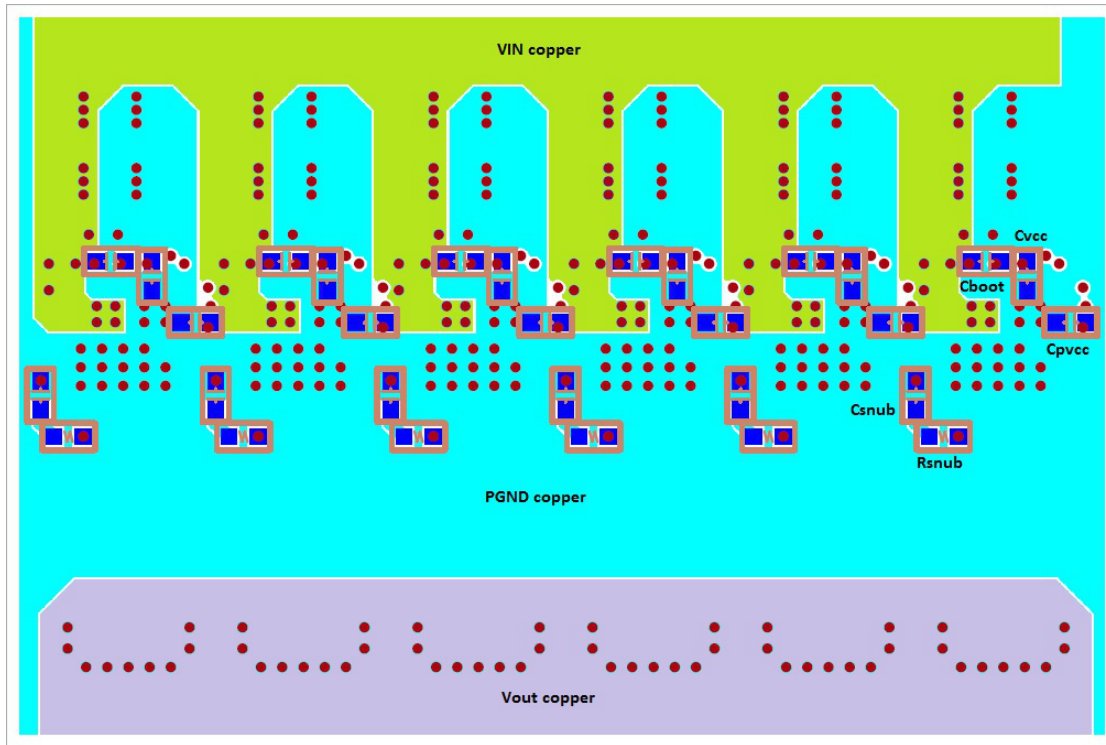 VIN copper
Cvcc
Cboot
Cpvcc
Csnub
Rsnub
PGND copper
Vout copper